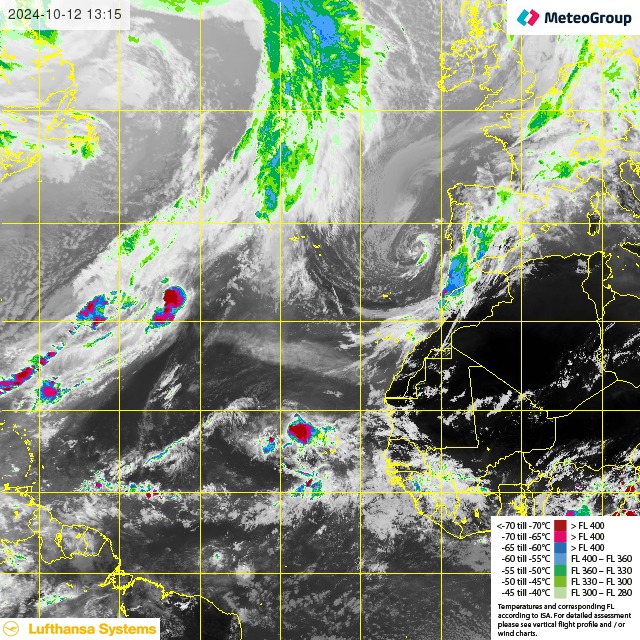 2024-10-12 13:15
MeteoGroup
<-70 till -70°C > FL 400
-70 till -65°C > FL 400
-65 till -60°C > FL 400
-60 till -55°C FL 400 – FL 360
-55 till -50°C FL 360 – FL 330
-50 till -45°C FL 330 – FL 300
-45 till -40°C FL 300 – FL 280
Temperatures and corresponding FL
according to ISA. For detailed assessment
please see vertical flight profile and / or
wind charts.
Lufthansa Systems